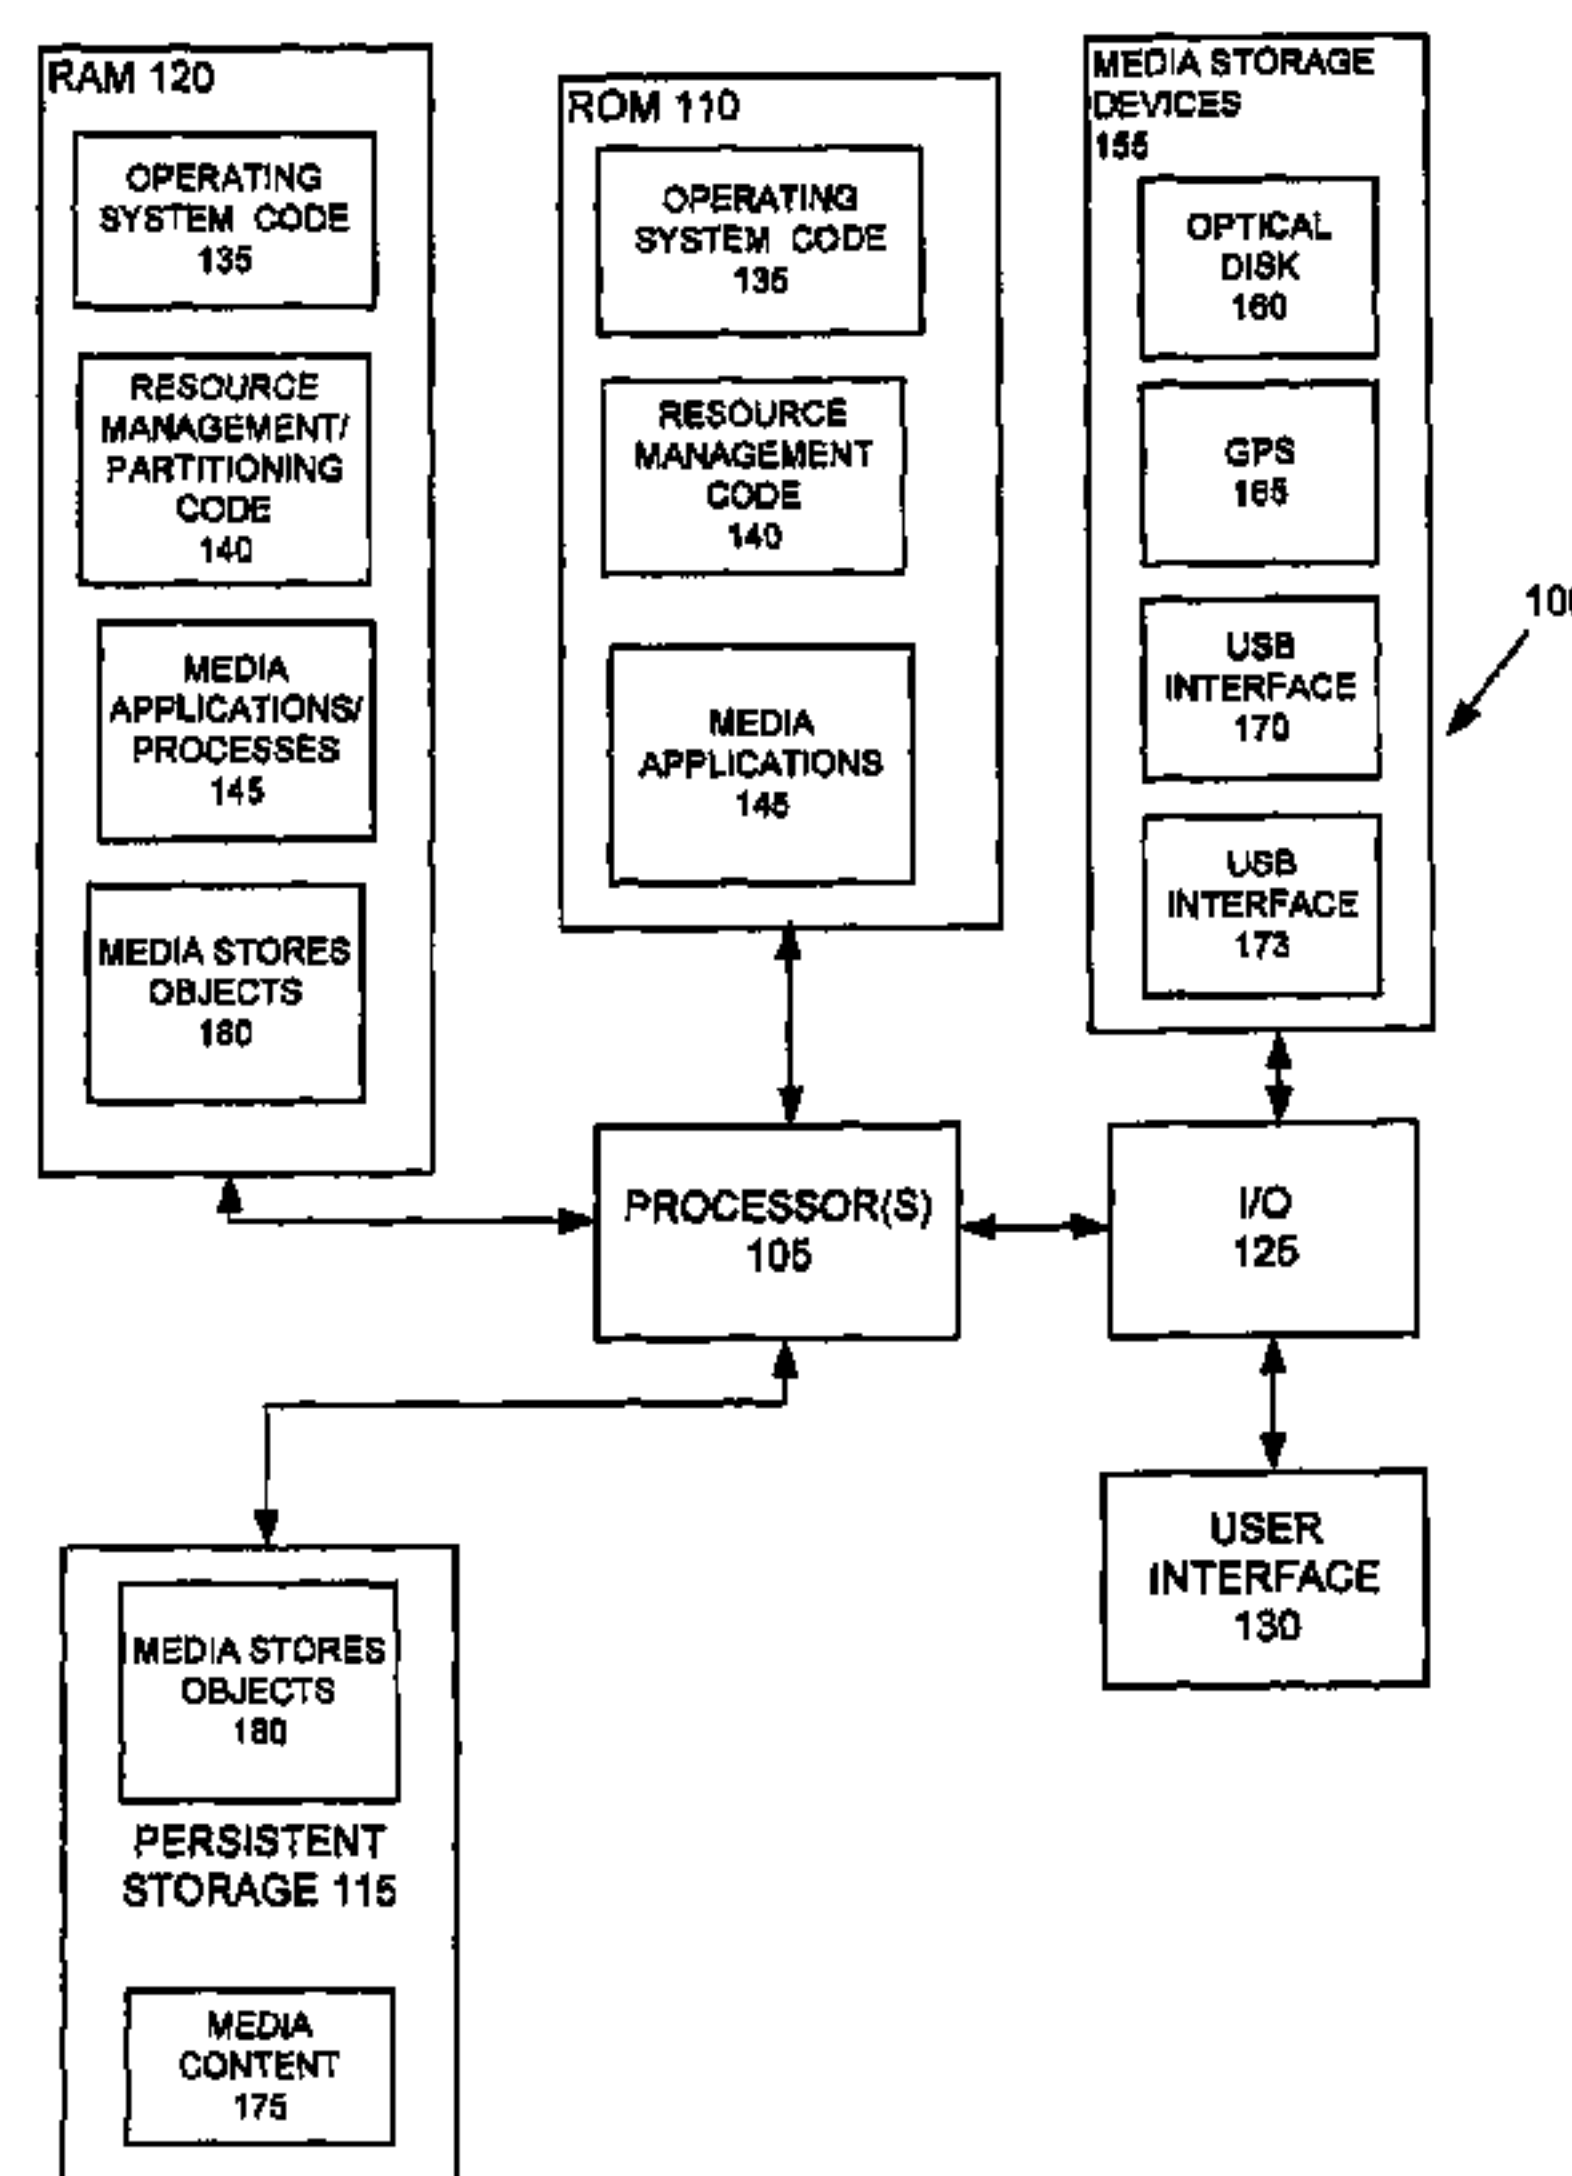 RAM 120
OPERATING
SYSTEM CODE
135
RESOURCE
MANAGEMENT/
PARTITIONING
CODE
140
MEDIA
APPLICATIONS/
PROCESSES
145
MEDIA STORES
OBJECTS
180
ROM 110
OPERATING
SYSTEM CODE
135
RESOURCE
MANAGEMENT
CODE
140
MEDIA
APPLICATIONS
145
MEDIA STORAGE
DEVICES
155
OPTICAL
DISK
160
GPS
165
USB
INTERFACE
170
USB
INTERFACE
173
PROCESSOR(S)
105
I/O
125
USER
INTERFACE
130
MEDIA STORES
OBJECTS
180
PERSISTENT
STORAGE 115
MEDIA
CONTENT
175